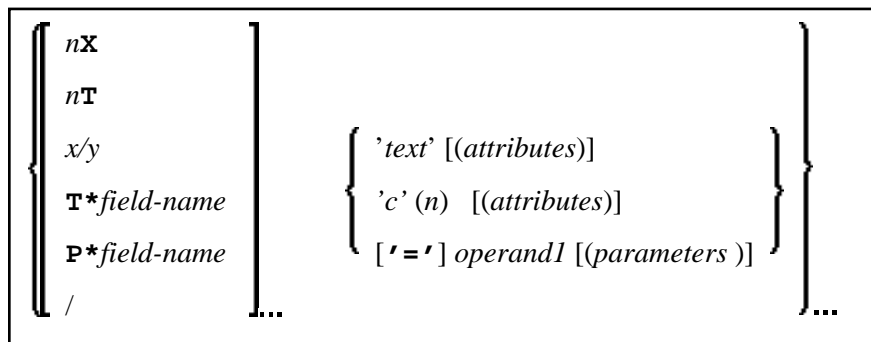 nX
nT
x/y
T*field-name
P*field-name
/
...
’text’ [(attributes)]
’c’ (n) [(attributes)]
[’=’] operand1 [(parameters )]
...